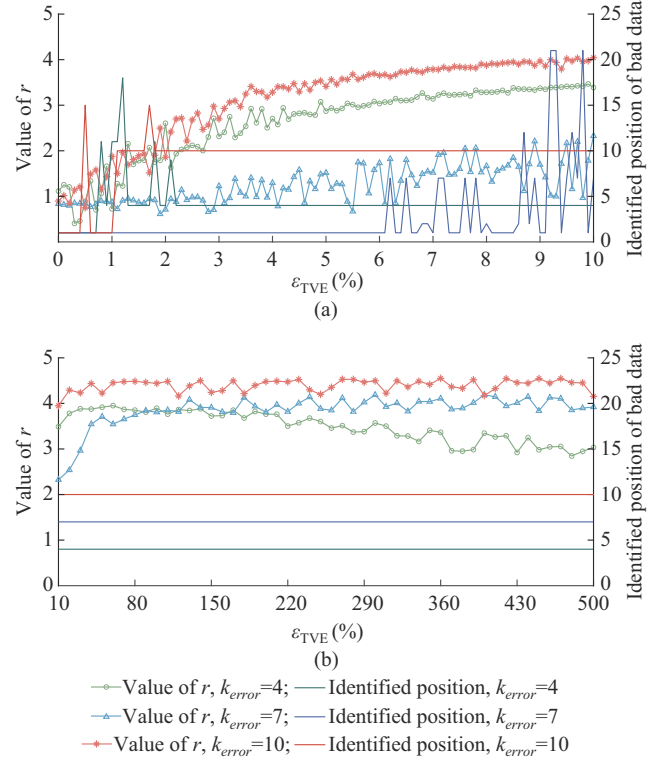 5 25
4 20
3 15
2 10
1 5
0 0
0 1 2 3 4 5 6 7 8 9 10
Value of r
Identified position of bad data
εTVE (%)
(a)
5 25
4 20
3 15
2 10
1 5
0 0
10 80 150 220 290 360 430 500
Value of r
Identified position of bad data
εTVE (%)
(b)
Value of r, kerror=4; Identified position, kerror=4
Value of r, kerror=7; Identified position, kerror=7
Value of r, kerror=10; Identified position, kerror=10